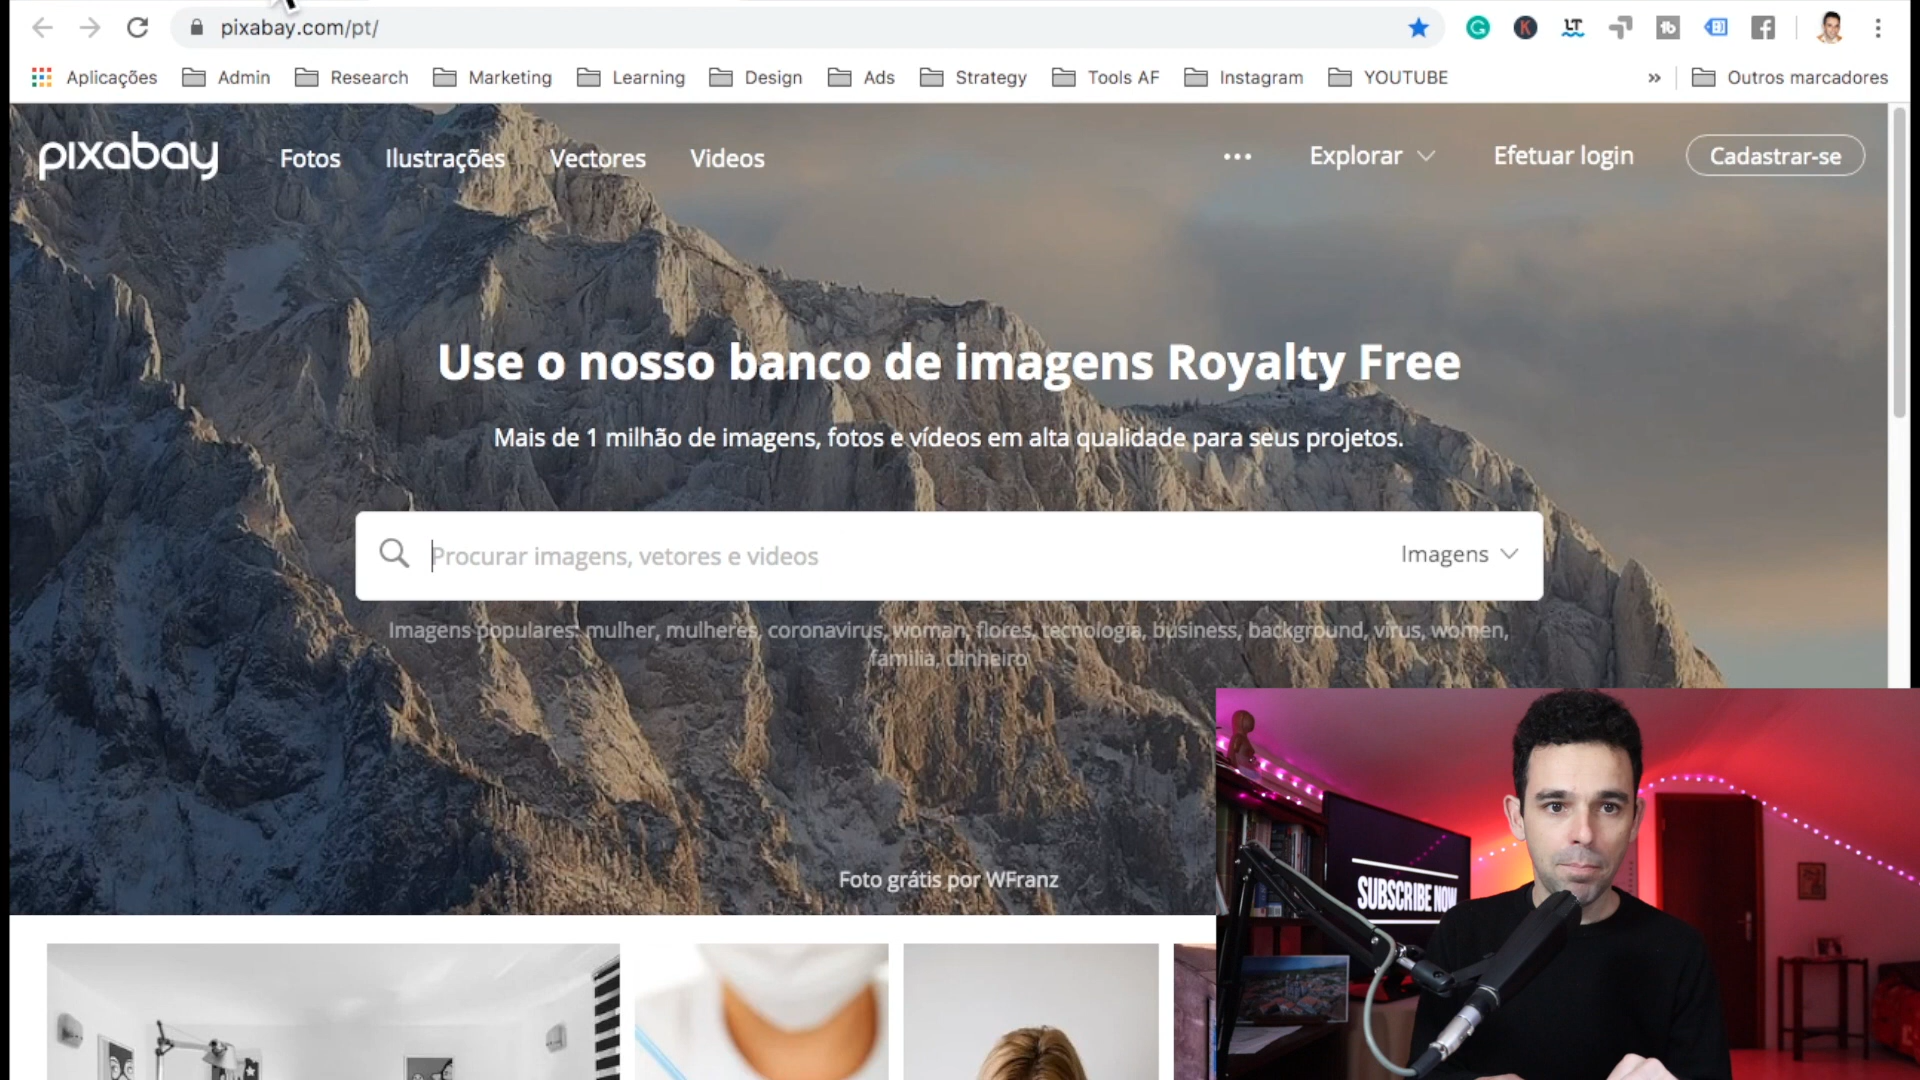 pixabay.com/pt/
Aplicações Admin Research Marketing Learning Design Ads Strategy Tools AF Instagram YOUTUBE » Outros marcadores
pixabay Fotos Ilustrações Vectores Videos ••• Explorar Efetuar login Cadastrar-se
Use o nosso banco de imagens Royalty Free
Mais de 1 milhão de imagens, fotos e vídeos em alta qualidade para seus projetos.
Procurar imagens, vetores e videos Imagens
Imagens populares: mulher, mulheres, coronavirus, woman, flores, tecnologia, business, background, virus, women,
familia, dinheiro
Foto grátis por WFranz
SUBSCRIBE NOW